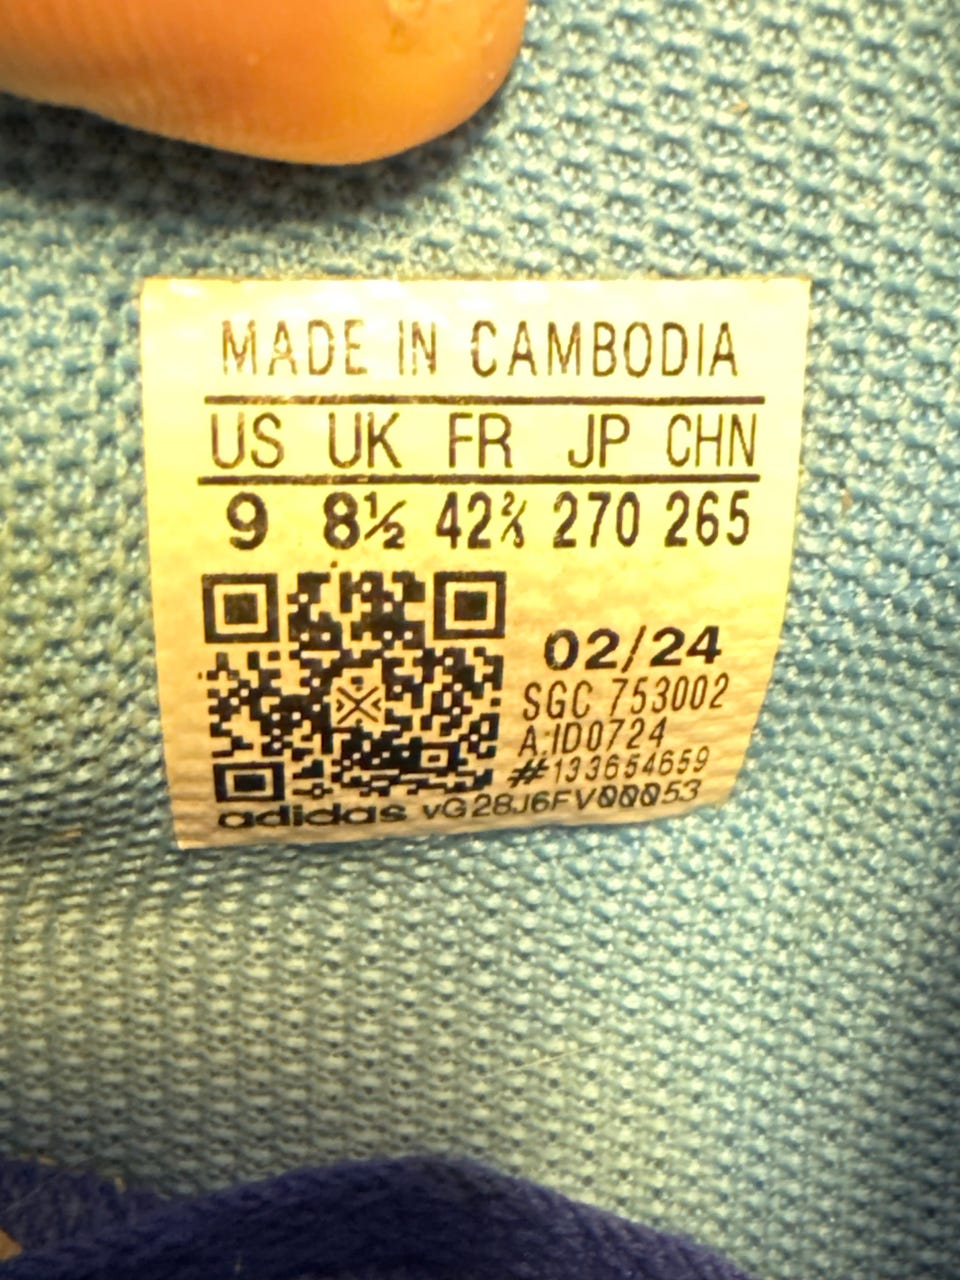 MADE IN CAMBODIA
US UK FR JP CHN
9 8½ 42⅔ 270 265
02/24
SGC 753002
A:ID0724
#133654659
adidas vG28J6FV00053